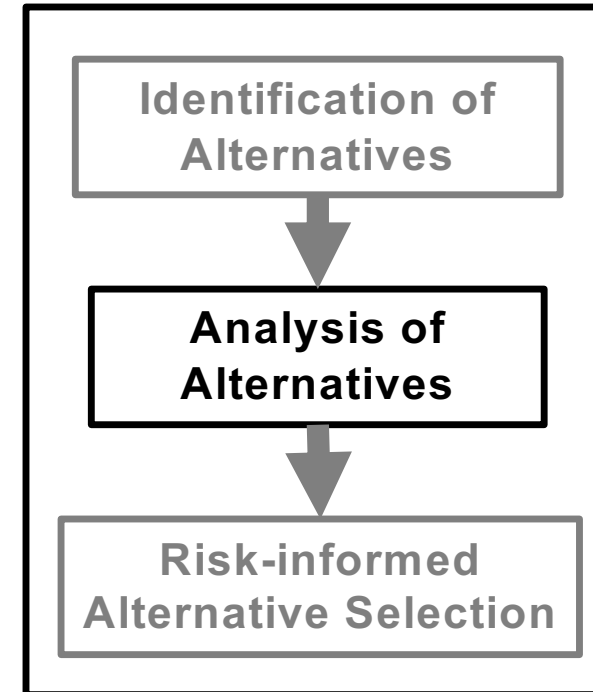 Identification of
Alternatives
Analysis of
Alternatives
Risk-informed
Alternative Selection